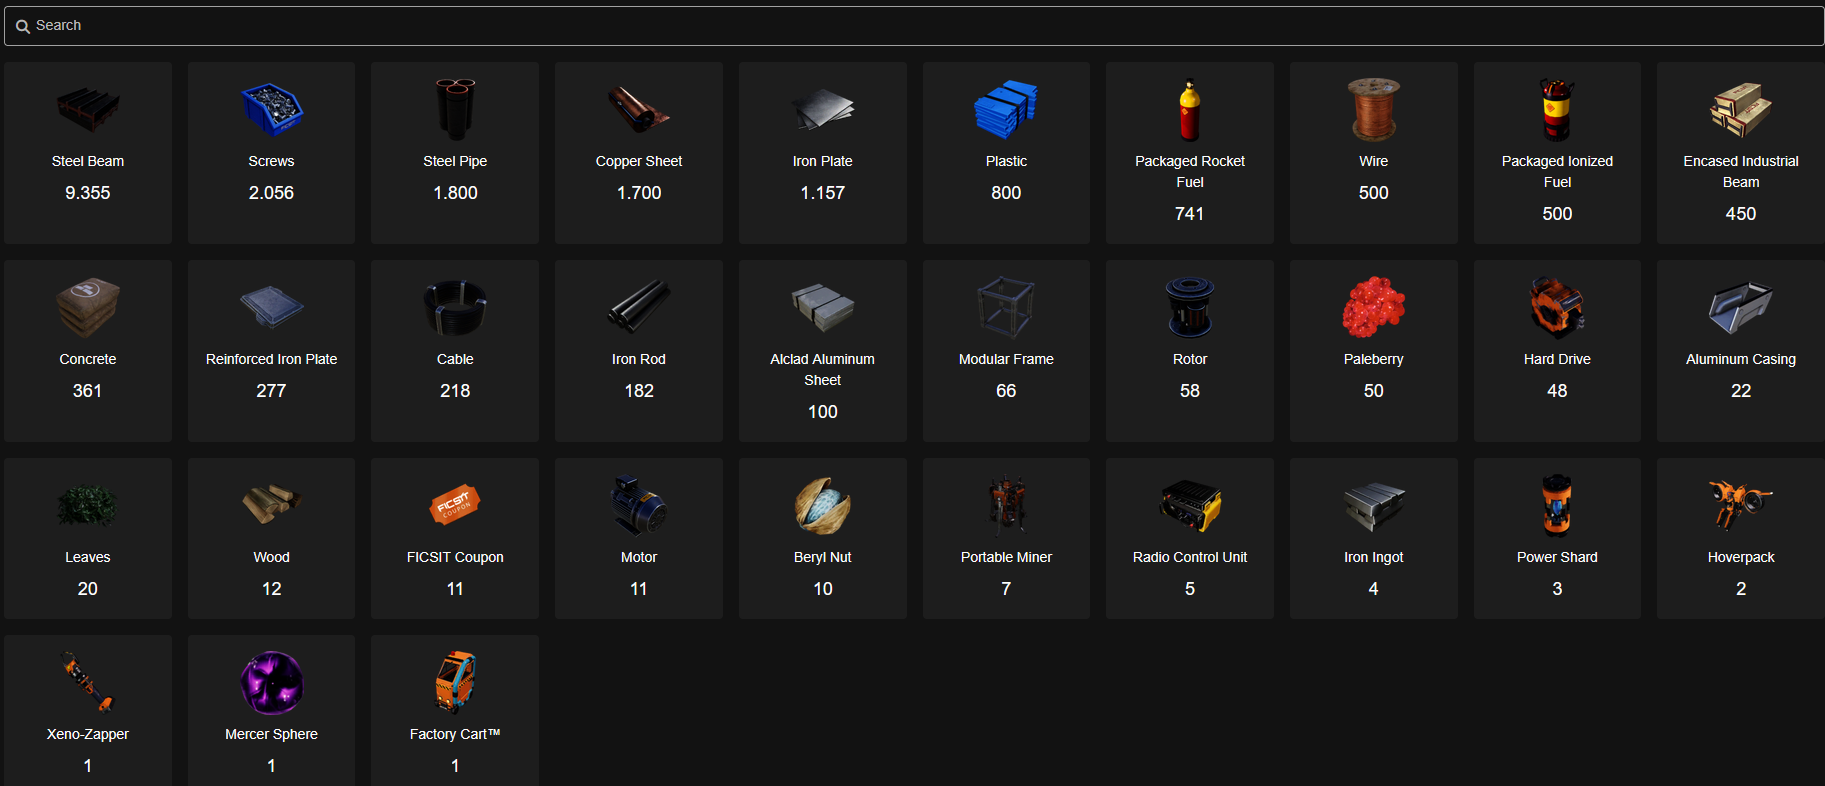 Search
Steel Beam
9.355
Screws
2.056
Steel Pipe
1.800
Copper Sheet
1.700
Iron Plate
1.157
Plastic
800
Packaged Rocket
Fuel
741
Wire
500
Packaged Ionized
Fuel
500
Encased Industrial
Beam
450
Concrete
361
Reinforced Iron Plate
277
Cable
218
Iron Rod
182
Alclad Aluminum
Sheet
100
Modular Frame
66
Rotor
58
Paleberry
50
Hard Drive
48
Aluminum Casing
22
Leaves
20
Wood
12
FICSIT
COUPON
FICSIT Coupon
11
Motor
11
Beryl Nut
10
Portable Miner
7
Radio Control Unit
5
Iron Ingot
4
Power Shard
3
Hoverpack
2
Xeno-Zapper
1
Mercer Sphere
1
Factory Cart™
1